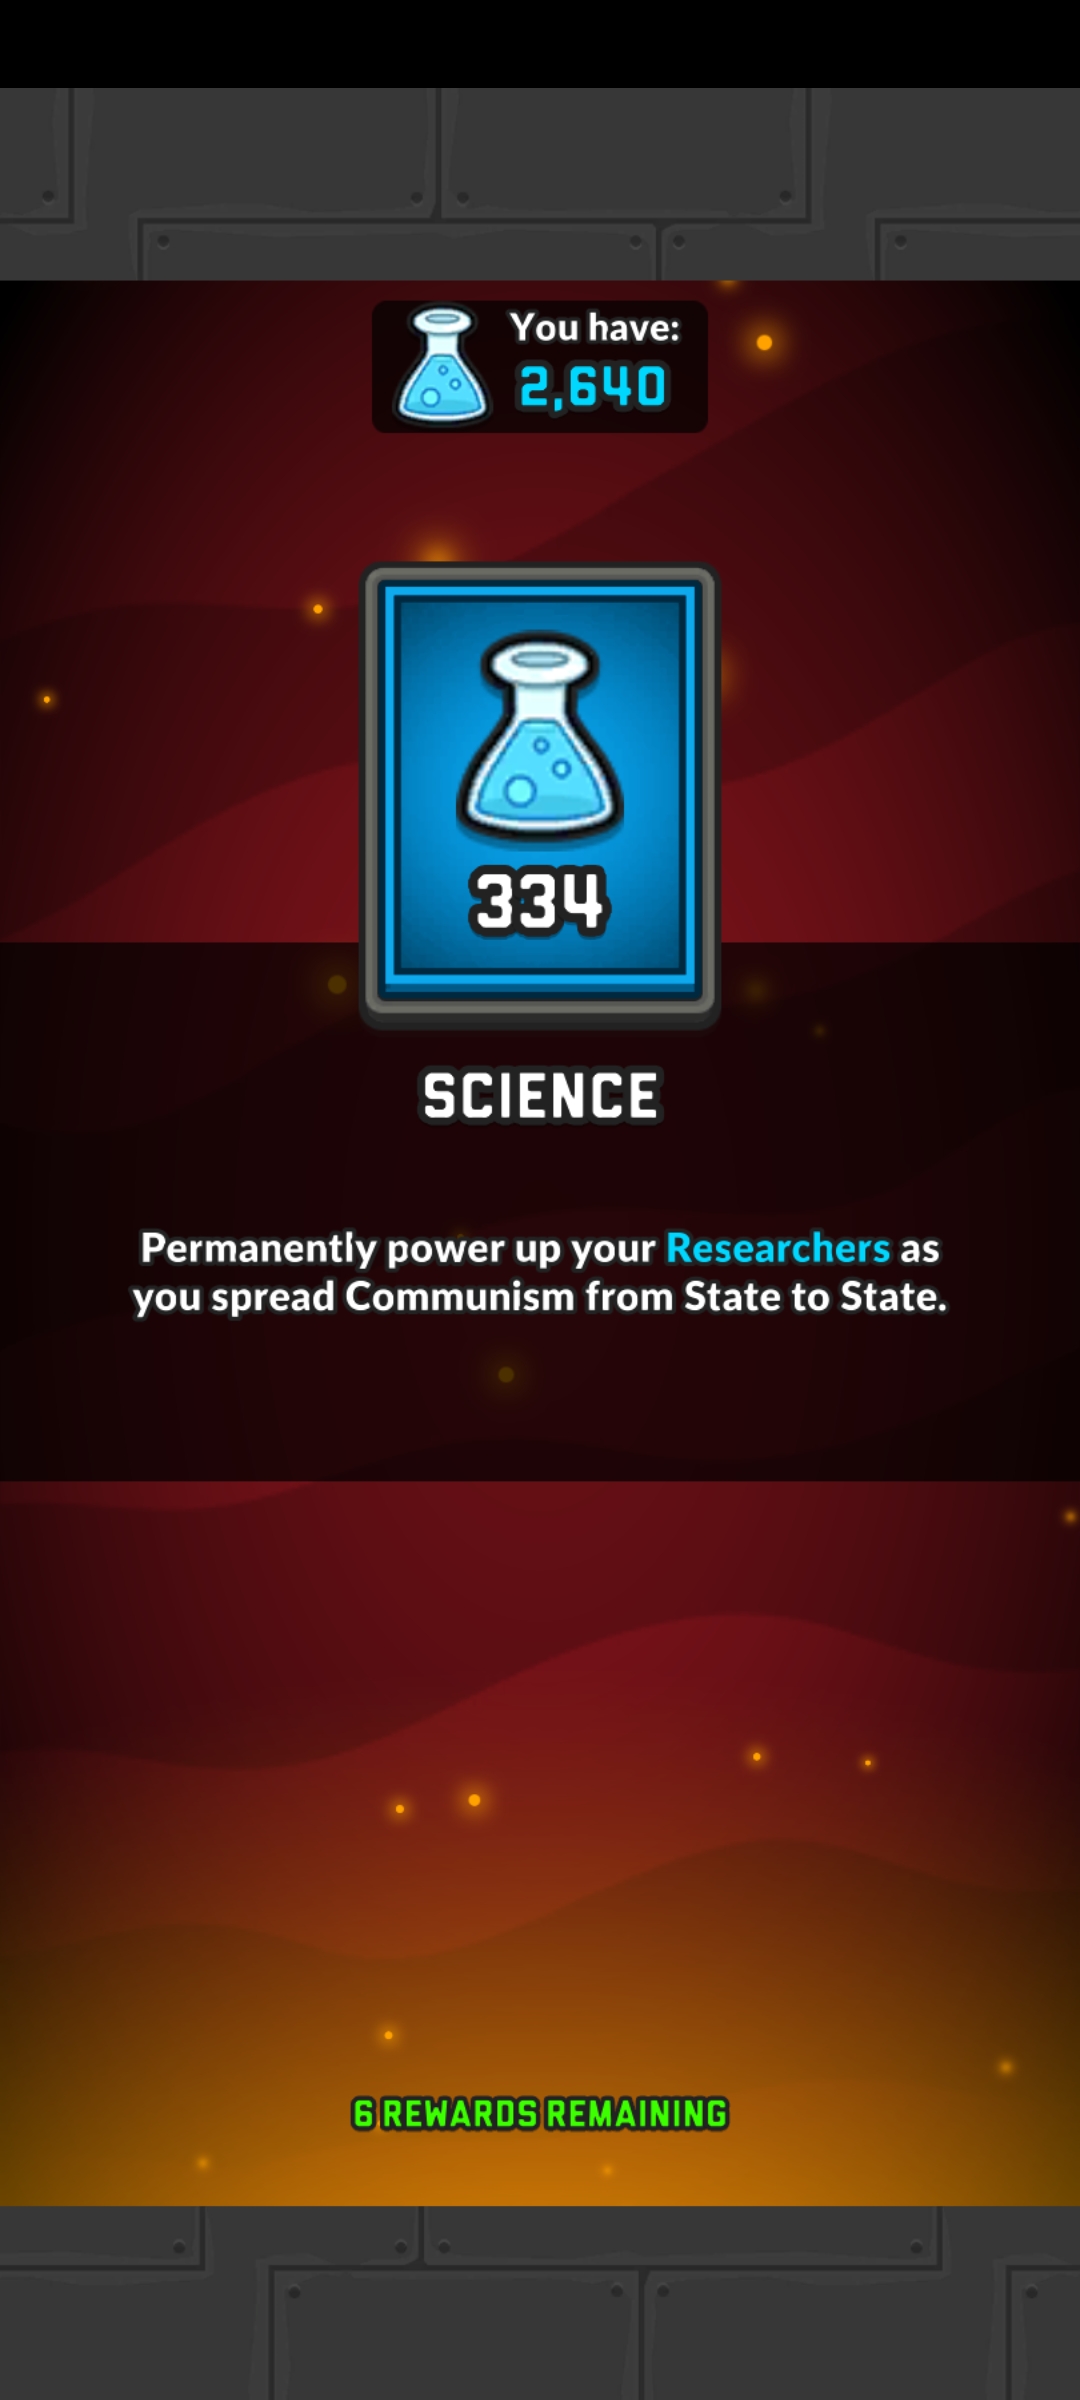 You have:
2,640
334
SCIENCE
Permanently power up your Researchers as
you spread Communism from State to State.
6 REWARDS REMAINING